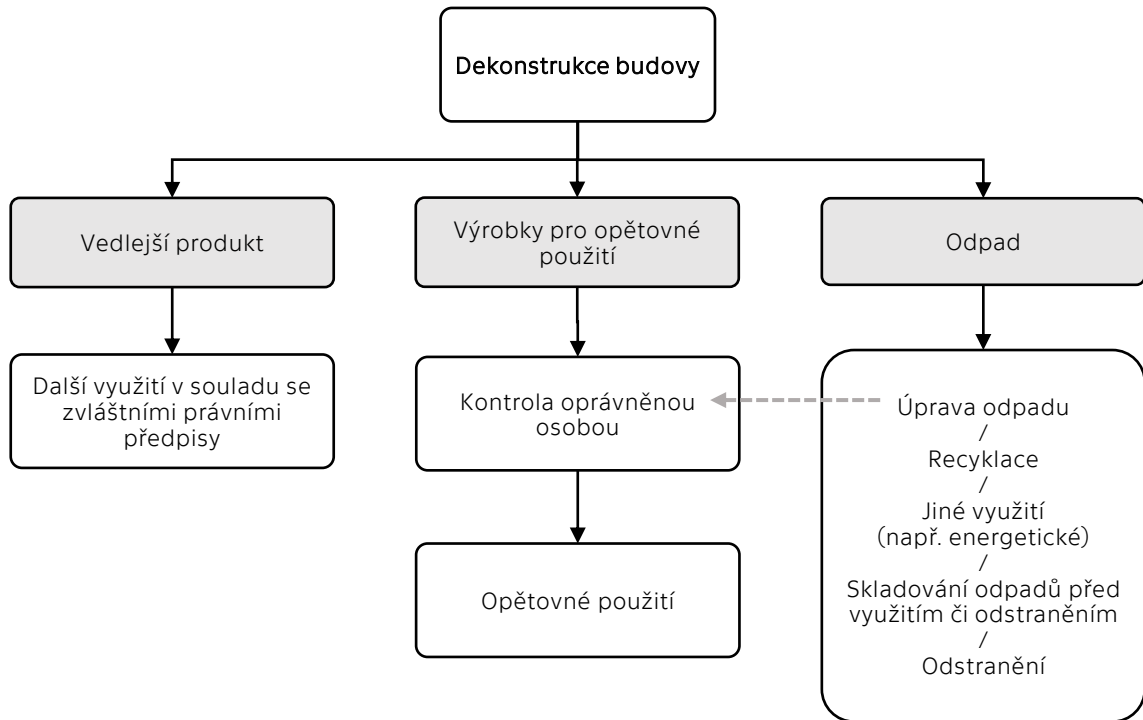 Dekonstrukce budovy
Vedlejší produkt
Výrobky pro opětovné
použití
Odpad
Další využití v souladu se
zvláštními právními
předpisy
Kontrola oprávněnou
osobou
Opětovné použití
Úprava odpadu
/
Recyklace
/
Jiné využití
(např. energetické)
/
Skladování odpadů před
využitím či odstraněním
/
Odstranění